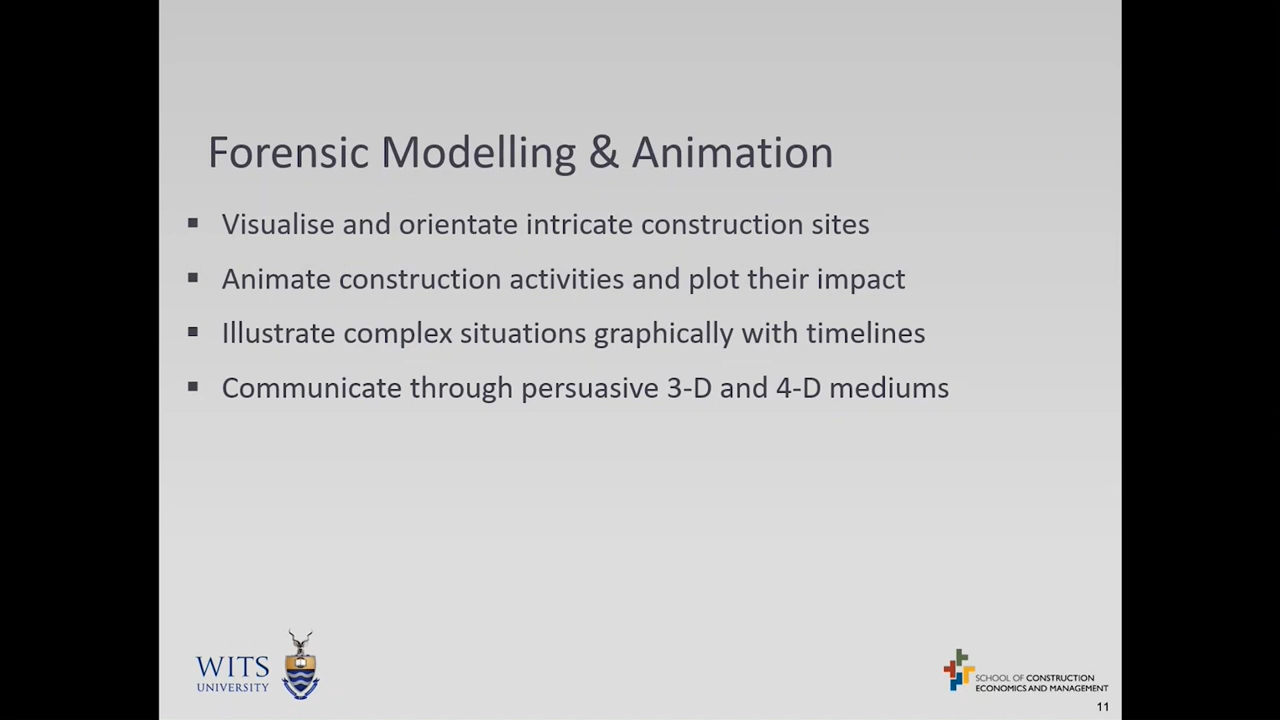 Forensic Modelling & Animation
▪ Visualise and orientate intricate construction sites
▪ Animate construction activities and plot their impact
▪ Illustrate complex situations graphically with timelines
▪ Communicate through persuasive 3-D and 4-D mediums
WITS
UNIVERSITY
SCHOOL OF CONSTRUCTION
ECONOMICS AND MANAGEMENT
11